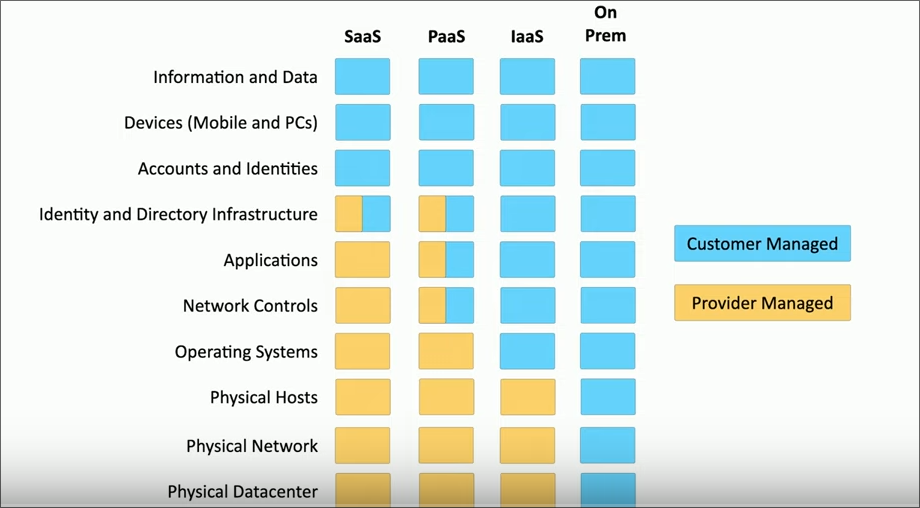 SaaS PaaS IaaS On
Prem
Information and Data
Devices (Mobile and PCs)
Accounts and Identities
Identity and Directory Infrastructure
Applications
Network Controls
Operating Systems
Physical Hosts
Physical Network
Physical Datacenter
Customer Managed
Provider Managed